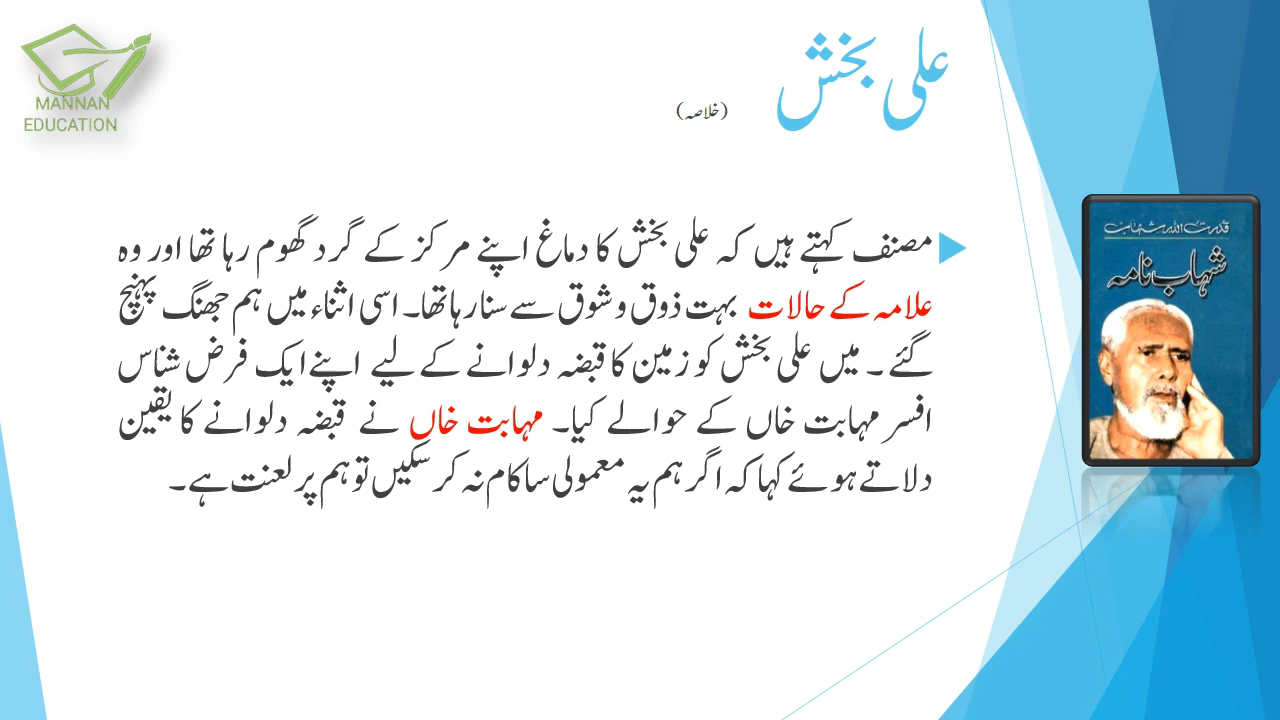 MANNAN
EDUCATION
علی بخش
(خلاصہ)
مصنف کہتے ہیں کہ علی بخش کا دماغ اپنے مرکز کے گرد گھوم رہا تھا اور وہ
علامہ کے حالات بہت ذوق و شوق سے سنا رہا تھا۔ اسی اثناء میں ہم جھنگ پہنچ
گئے ۔ میں علی بخش کو زمین کا قبضہ دلوانے کے لیے اپنے ایک فرض شناس
افسر مہابت خاں کے حوالے کیا۔ مہابت خاں نے قبضہ دلوانے کا یقین
دلاتے ہوئے کہا کہ اگر ہم یہ معمولی سا کام نہ کر سکیں تو ہم پر لعنت ہے۔
قدرت اللہ شہاب
شہاب نامہ